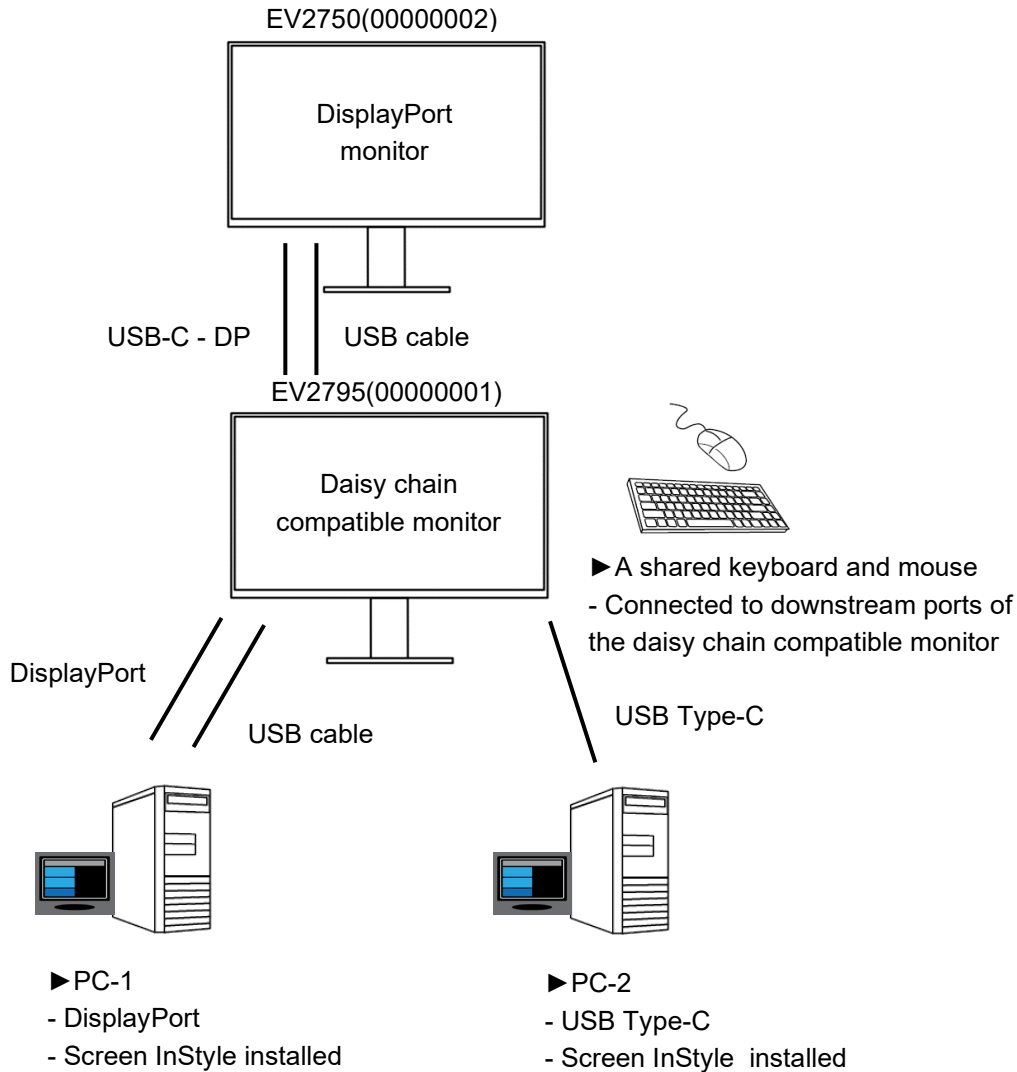 EV2750(00000002)
DisplayPort
monitor
USB-C - DP
USB cable
EV2795(00000001)
Daisy chain
compatible monitor
►A shared keyboard and mouse
- Connected to downstream ports of
the daisy chain compatible monitor
DisplayPort
USB cable
USB Type-C
►PC-1
- DisplayPort
- Screen InStyle installed
►PC-2
- USB Type-C
- Screen InStyle  installed